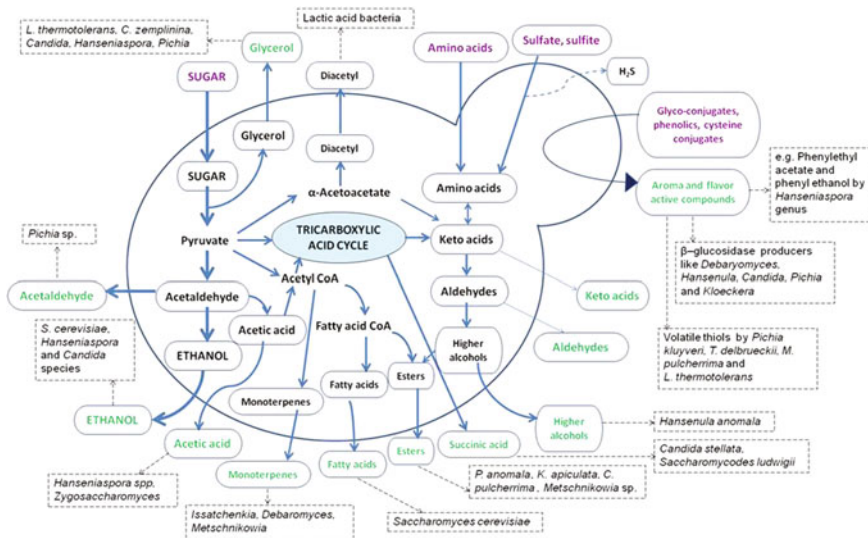 L. thermotolerans, C. zemplinina,
Candida, Hanseniaspora, Pichia
Glycerol
Lactic acid bacteria
Diacetyl
Amino acids
Sulfate, sulfite
H₂S
SUGAR
Glycerol
Diacetyl
Glyco-conjugates,
phenolics, cysteine
conjugates
e.g. Phenylethyl
acetate and
phenyl ethanol by
Hanseniaspora
genus
SUGAR
α-Acetoacetate
Amino acids
Aroma and flavor
active compounds
Pyruvate
TRICARBOXYLIC
ACID CYCLE
Keto acids
β–glucosidase producers
like Debaryomyces,
Hansenula, Candida, Pichia
and Kloeckera
Pichia sp.
Acetaldehyde
Acetaldehyde
Acetyl CoA
Aldehydes
Keto acids
Acetic acid
Fatty acid CoA
Higher
alcohols
Aldehydes
Volatile thiols by Pichia
kluyveri, T. delbrueckii, M.
pulcherrima and
L. thermotolerans
S. cerevisiae,
Hanseniaspora
and Candida
species
ETHANOL
Monoterpenes
Fatty acids
Esters
ETHANOL
Acetic acid
Monoterpenes
Fatty acids
Esters
Succinic acid
Higher
alcohols
Hansenula anomala
Candida stellata,
Saccharomycodes ludwigii
Hanseniaspora spp,
Zygosaccharomyces
Issatchenkia, Debaromyces,
Metschnikowia
Saccharomyces cerevisiae
P. anomala, K. apiculata, C.
pulcherrima , Metschnikowia sp.